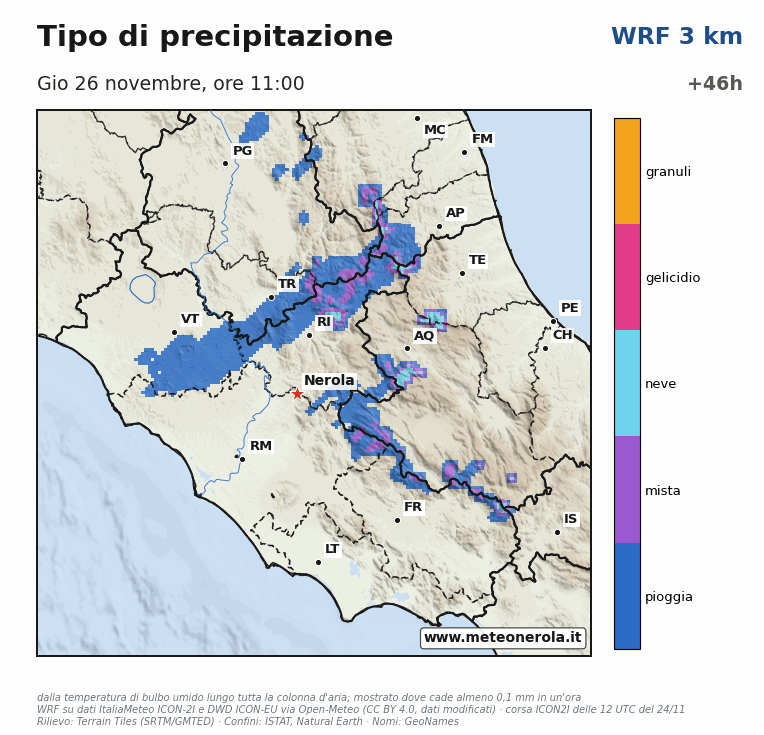 Tipo di precipitazione
WRF 3 km
Gio 26 novembre, ore 11:00
+46h
MC
FM
PG
AP
TE
TR
PE
VT
RI
CH
AQ
Nerola
RM
FR
IS
LT
www.meteonerola.it
granuli
gelicidio
neve
mista
pioggia
dalla temperatura di bulbo umido lungo tutta la colonna d'aria; mostrato dove cade almeno 0,1 mm in un'ora
WRF su dati ItaliaMeteo ICON-2I e DWD ICON-EU via Open-Meteo (CC BY 4.0, dati modificati) · corsa ICON2I delle 12 UTC del 24/11
Rilievo: Terrain Tiles (SRTM/GMTED) · Confini: ISTAT, Natural Earth · Nomi: GeoNames